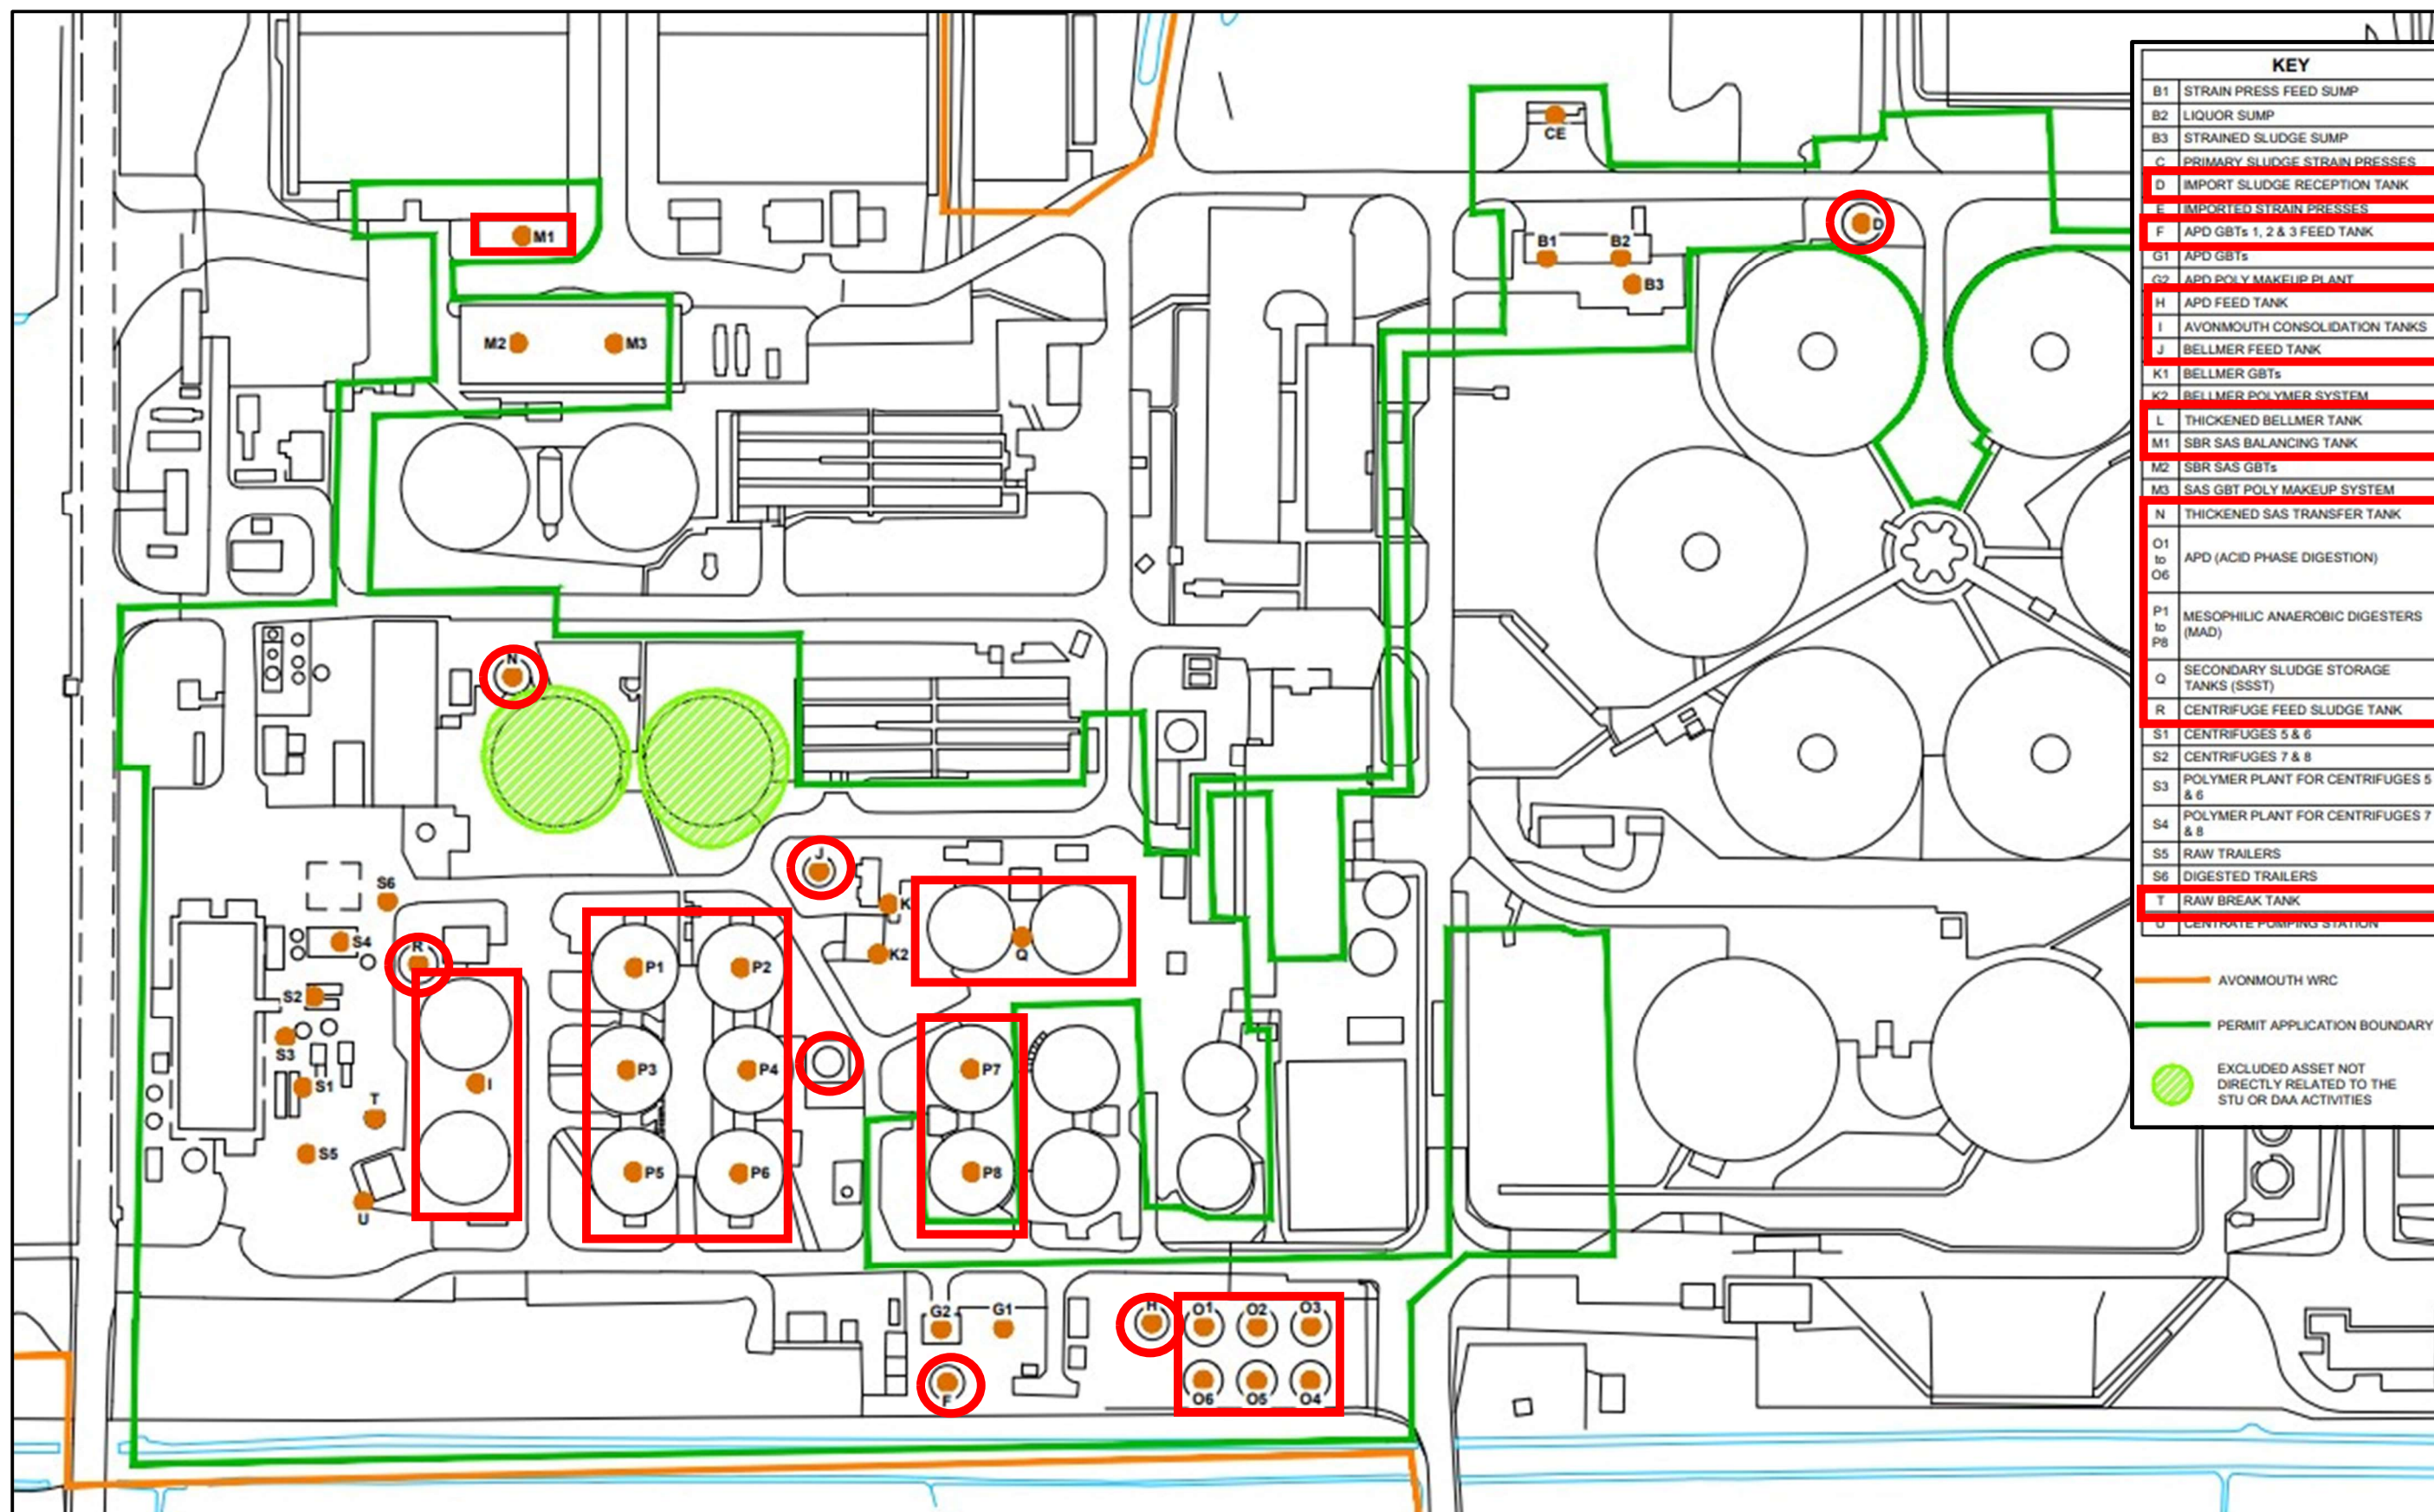 CE
D
B1
B2
B3
M1
M2
M3
N
J
K
K2
S6
S4
R
S2
S3
S1
T
S5
U
I
P1
P2
P3
P4
P5
P6
Q
P7
P8
G2
G1
F
H
O1
O2
O3
O6
O5
O4
KEY
B1 STRAIN PRESS FEED SUMP
B2 LIQUOR SUMP
B3 STRAINED SLUDGE SUMP
C PRIMARY SLUDGE STRAIN PRESSES
D IMPORT SLUDGE RECEPTION TANK
E IMPORTED STRAIN PRESSES
F APD GBTs 1, 2 & 3 FEED TANK
G1 APD GBTs
G2 APD POLY MAKEUP PLANT
H APD FEED TANK
I AVONMOUTH CONSOLIDATION TANKS
J BELLMER FEED TANK
K1 BELLMER GBTs
K2 BELLMER POLYMER SYSTEM
L THICKENED BELLMER TANK
M1 SBR SAS BALANCING TANK
M2 SBR SAS GBTs
M3 SAS GBT POLY MAKEUP SYSTEM
N THICKENED SAS TRANSFER TANK
O1
to
O6
APD (ACID PHASE DIGESTION)
P1
to
P8
MESOPHILIC ANAEROBIC DIGESTERS
(MAD)
Q
SECONDARY SLUDGE STORAGE
TANKS (SSST)
R CENTRIFUGE FEED SLUDGE TANK
S1 CENTRIFUGES 5 & 6
S2 CENTRIFUGES 7 & 8
S3
POLYMER PLANT FOR CENTRIFUGES 5
& 6
S4
POLYMER PLANT FOR CENTRIFUGES 7
& 8
S5 RAW TRAILERS
S6 DIGESTED TRAILERS
T RAW BREAK TANK
U CENTRATE PUMPING STATION
AVONMOUTH WRC
PERMIT APPLICATION BOUNDARY
EXCLUDED ASSET NOT
DIRECTLY RELATED TO THE
STU OR DAA ACTIVITIES